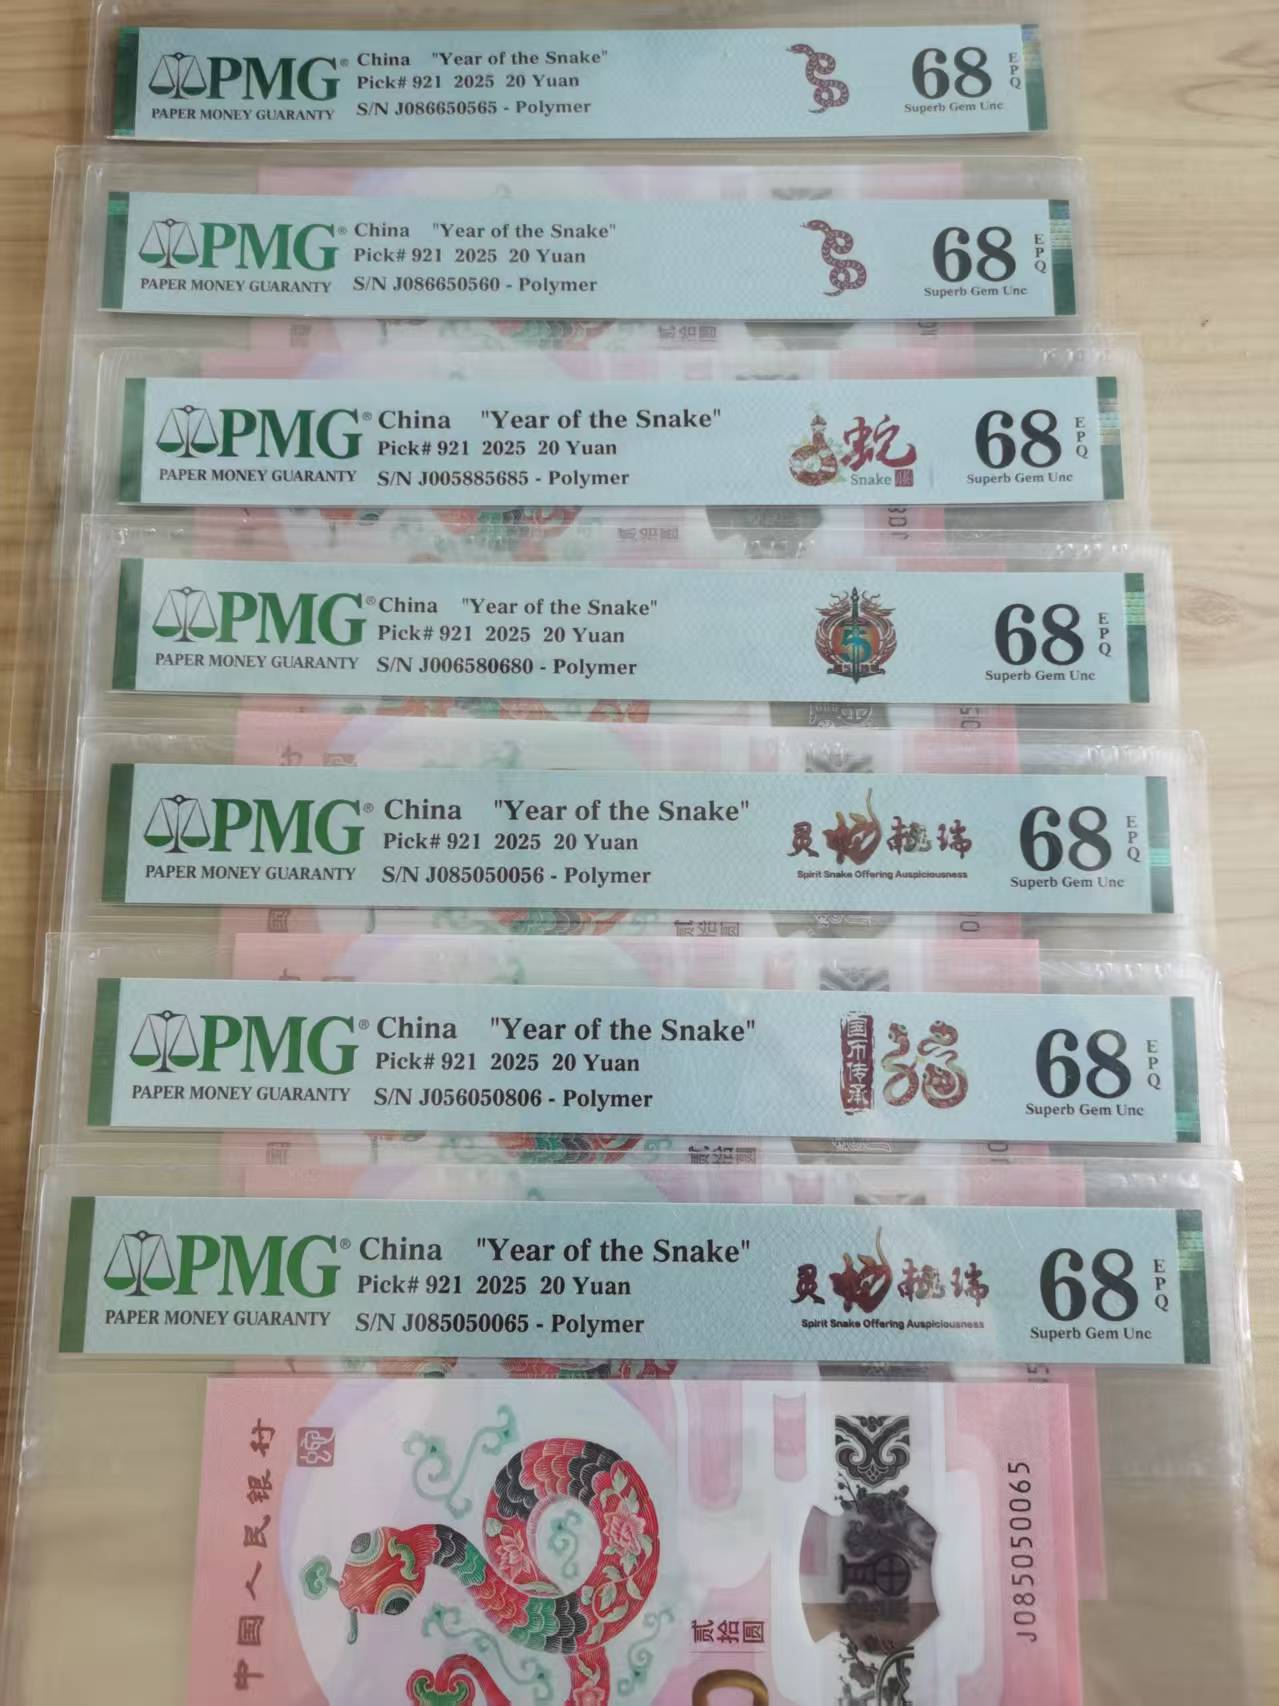 PMG® China "Year of the Snake"
Pick# 921 2025 20 Yuan
PAPER MONEY GUARANTY S/N J086650565 - Polymer
68 EPQ
Superb Gem Unc
PMG® China "Year of the Snake"
Pick# 921 2025 20 Yuan
PAPER MONEY GUARANTY S/N J086650560 - Polymer
68 EPQ
Superb Gem Unc
PMG® China "Year of the Snake"
Pick# 921 2025 20 Yuan
PAPER MONEY GUARANTY S/N J005885685 - Polymer
蛇
Snake
68 EPQ
Superb Gem Unc
贰拾圆
PMG® China "Year of the Snake"
Pick# 921 2025 20 Yuan
PAPER MONEY GUARANTY S/N J006580680 - Polymer
68 EPQ
Superb Gem Unc
PMG® China "Year of the Snake"
Pick# 921 2025 20 Yuan
PAPER MONEY GUARANTY S/N J085050056 - Polymer
灵蛇献瑞
Spirit Snake Offering Auspiciousness
68 EPQ
Superb Gem Unc
贰拾圆
PMG® China "Year of the Snake"
Pick# 921 2025 20 Yuan
PAPER MONEY GUARANTY S/N J056050806 - Polymer
国币传承
68 EPQ
Superb Gem Unc
PMG® China "Year of the Snake"
Pick# 921 2025 20 Yuan
PAPER MONEY GUARANTY S/N J085050065 - Polymer
灵蛇献瑞
Spirit Snake Offering Auspiciousness
68 EPQ
Superb Gem Unc
中国人民银行
贰拾圆
J085050065